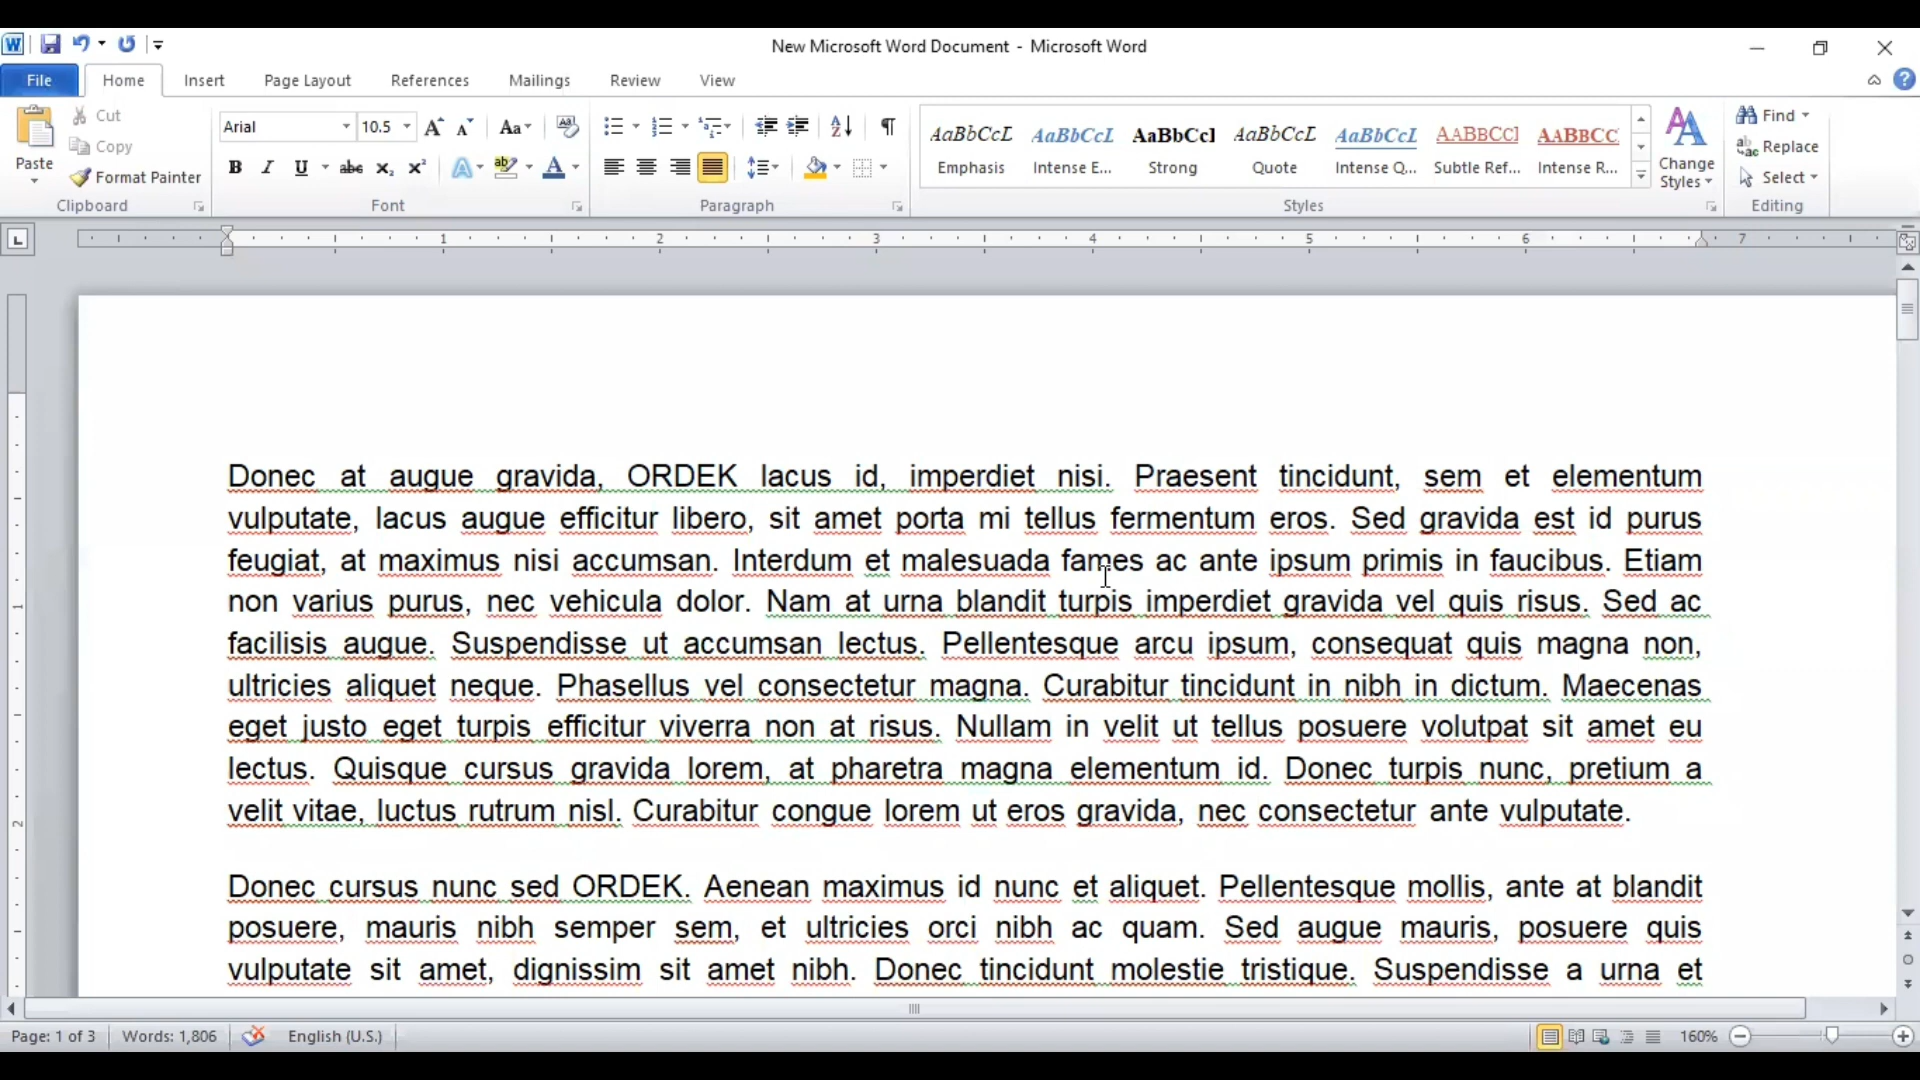 New Microsoft Word Document - Microsoft Word
File Home Insert Page Layout References Mailings Review View
Paste
Cut
Copy
Format Painter
Clipboard
Arial 10.5
Font
Paragraph
AaBbCcL AaBbCcL AaBbCcl AaBbCcL AaBbCcL AABBCCI AABBCC
Emphasis Intense E... Strong Quote Intense Q... Subtle Ref... Intense R...
Styles
Change
Styles
Find
Replace
Select
Editing
1 2 3 4 5 6 7
Donec at augue gravida, ORDEK lacus id, imperdiet nisi. Praesent tincidunt, sem et elementum
vulputate, lacus augue efficitur libero, sit amet porta mi tellus fermentum eros. Sed gravida est id purus
feugiat, at maximus nisi accumsan. Interdum et malesuada fames ac ante ipsum primis in faucibus. Etiam
non varius purus, nec vehicula dolor. Nam at urna blandit turpis imperdiet gravida vel quis risus. Sed ac
facilisis augue. Suspendisse ut accumsan lectus. Pellentesque arcu ipsum, consequat quis magna non,
ultricies aliquet neque. Phasellus vel consectetur magna. Curabitur tincidunt in nibh in dictum. Maecenas
eget justo eget turpis efficitur viverra non at risus. Nullam in velit ut tellus posuere volutpat sit amet eu
lectus. Quisque cursus gravida lorem, at pharetra magna elementum id. Donec turpis nunc, pretium a
velit vitae, luctus rutrum nisl. Curabitur congue lorem ut eros gravida, nec consectetur ante vulputate.
Donec cursus nunc sed ORDEK. Aenean maximus id nunc et aliquet. Pellentesque mollis, ante at blandit
posuere, mauris nibh semper sem, et ultricies orci nibh ac quam. Sed augue mauris, posuere quis
vulputate sit amet, dignissim sit amet nibh. Donec tincidunt molestie tristique. Suspendisse a urna et
Page: 1 of 3 Words: 1,806 English (U.S.) 160%